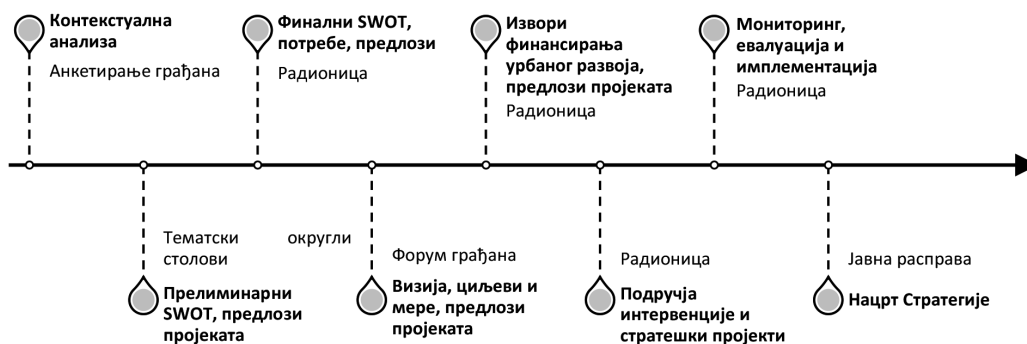 Контекстуална
анализа
Анкетирање грађана
Финални SWOT,
потребе, предлози
Радионица
Извори
финансирања
урбаног развоја,
предлози пројеката
Радионица
Мониторинг,
евалуација и
имплементација
Радионица
Тематски округли
столови
Прелиминарни
SWOT, предлози
пројеката
Форум грађана
Визија, циљеви и
мере, предлози
пројеката
Радионица
Подручја
интервенције и
стратешки пројекти
Јавна расправа
Нацрт Стратегије